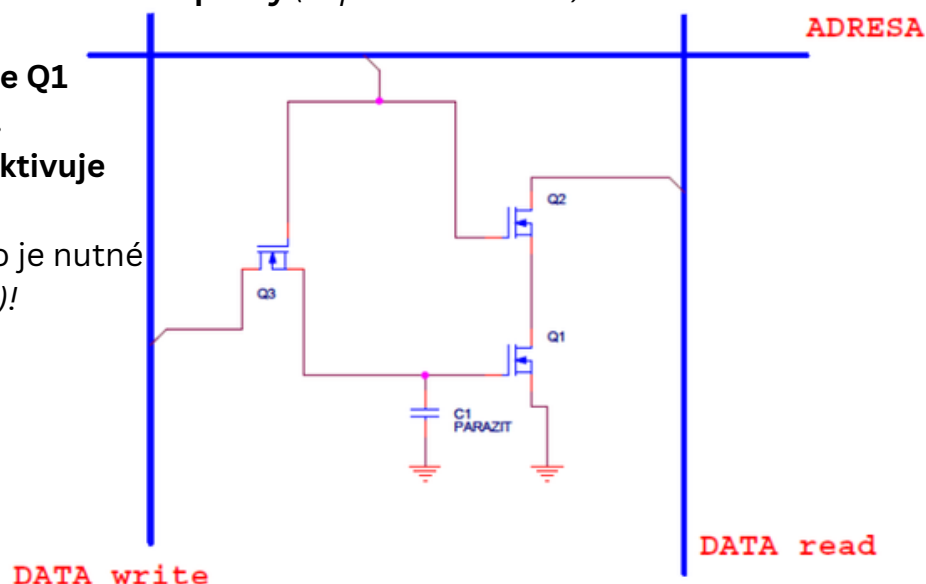 ADRESA
e Q1
ktivuje
Q2
o je nutné
)!
Q3
Q1
C1
PARAZIT
DATA read
DATA write